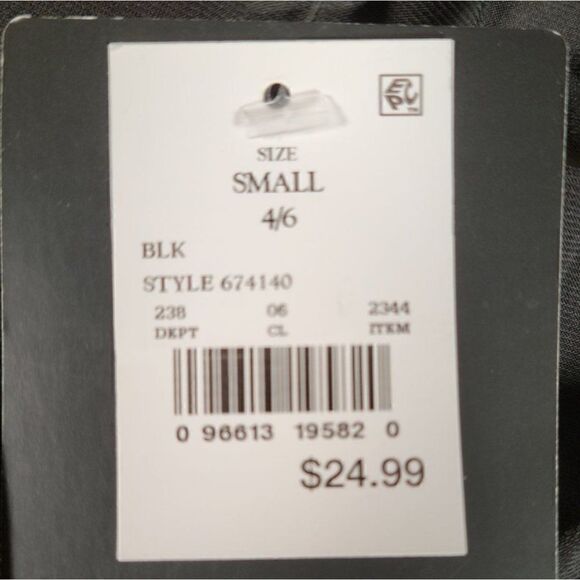 SIZE
SMALL
4/6
BLK
STYLE 674140
238 06 2344
DEPT CL ITEM
0 96613 19582 0
$24.99